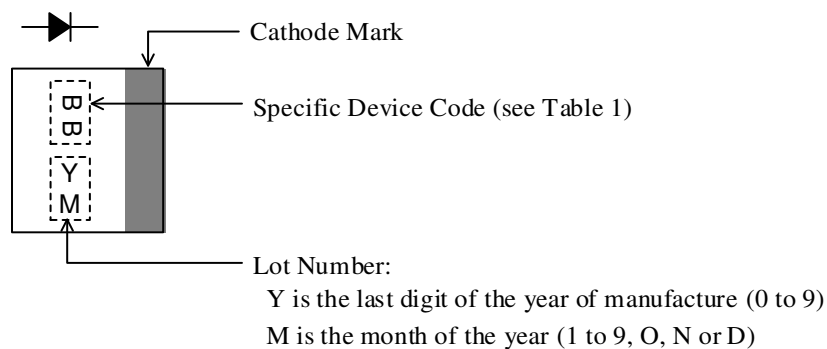 Cathode Mark
B B
Specific Device Code (see Table 1)
Y
M
Lot Number:
Y is the last digit of the year of manufacture (0 to 9)
M is the month of the year (1 to 9, O, N or D)